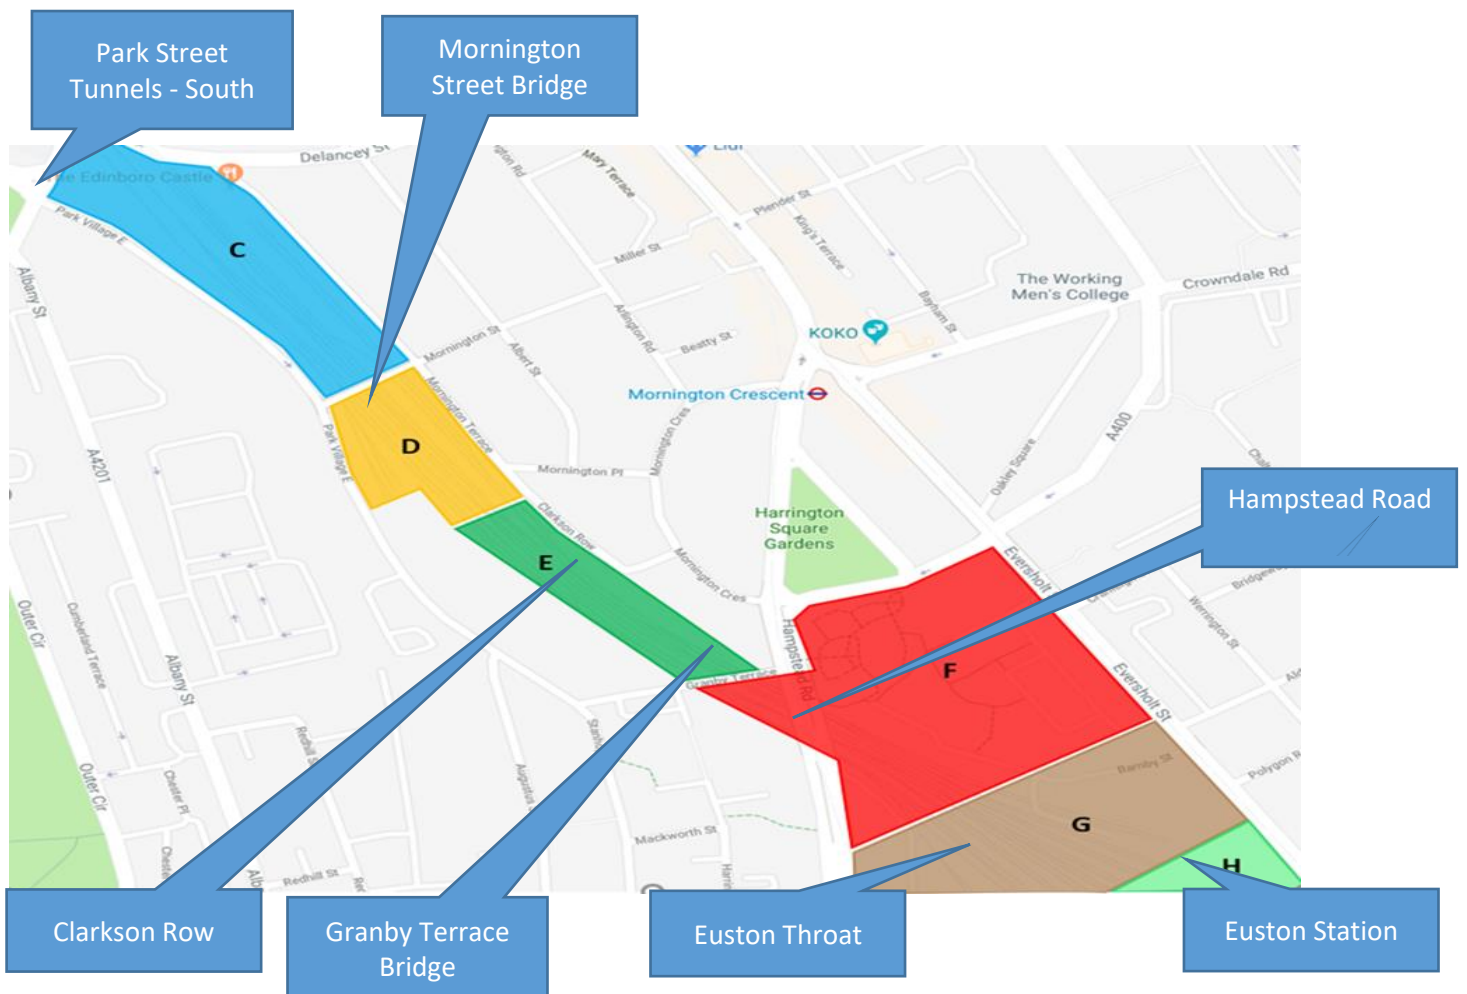 Park Street
Tunnels - South
Mornington
Street Bridge
Delancey St
The Edinboro Castle
Park Village E
Albany St
C
Mary Terrace
Plender St
King's Terrace
Miller St
Arlington Rd
Bayham St
The Working
Men's College
Crowndale Rd
KOKO
Mornington St
Albert St
Beatty St
Mornington Crescent
Mornington Terrace
Mornington Cres
A400
Oakley Square
D
Park Village E
A4201
Mornington Pl
Hampstead Road
Harrington
Square
Gardens
Clarkson Row
E
Mornington Cres
Eversholt St
Werrington St
Outer Cir
Cumberland Terrace
Albany St
Hampstead Rd
F
Granby Terrace
Eversholt St
Redhill St
Barnby St
Outer Cir
Chester Pl
Mackworth St
G
H
Redhill St
Clarkson Row
Granby Terrace
Bridge
Euston Throat
Euston Station